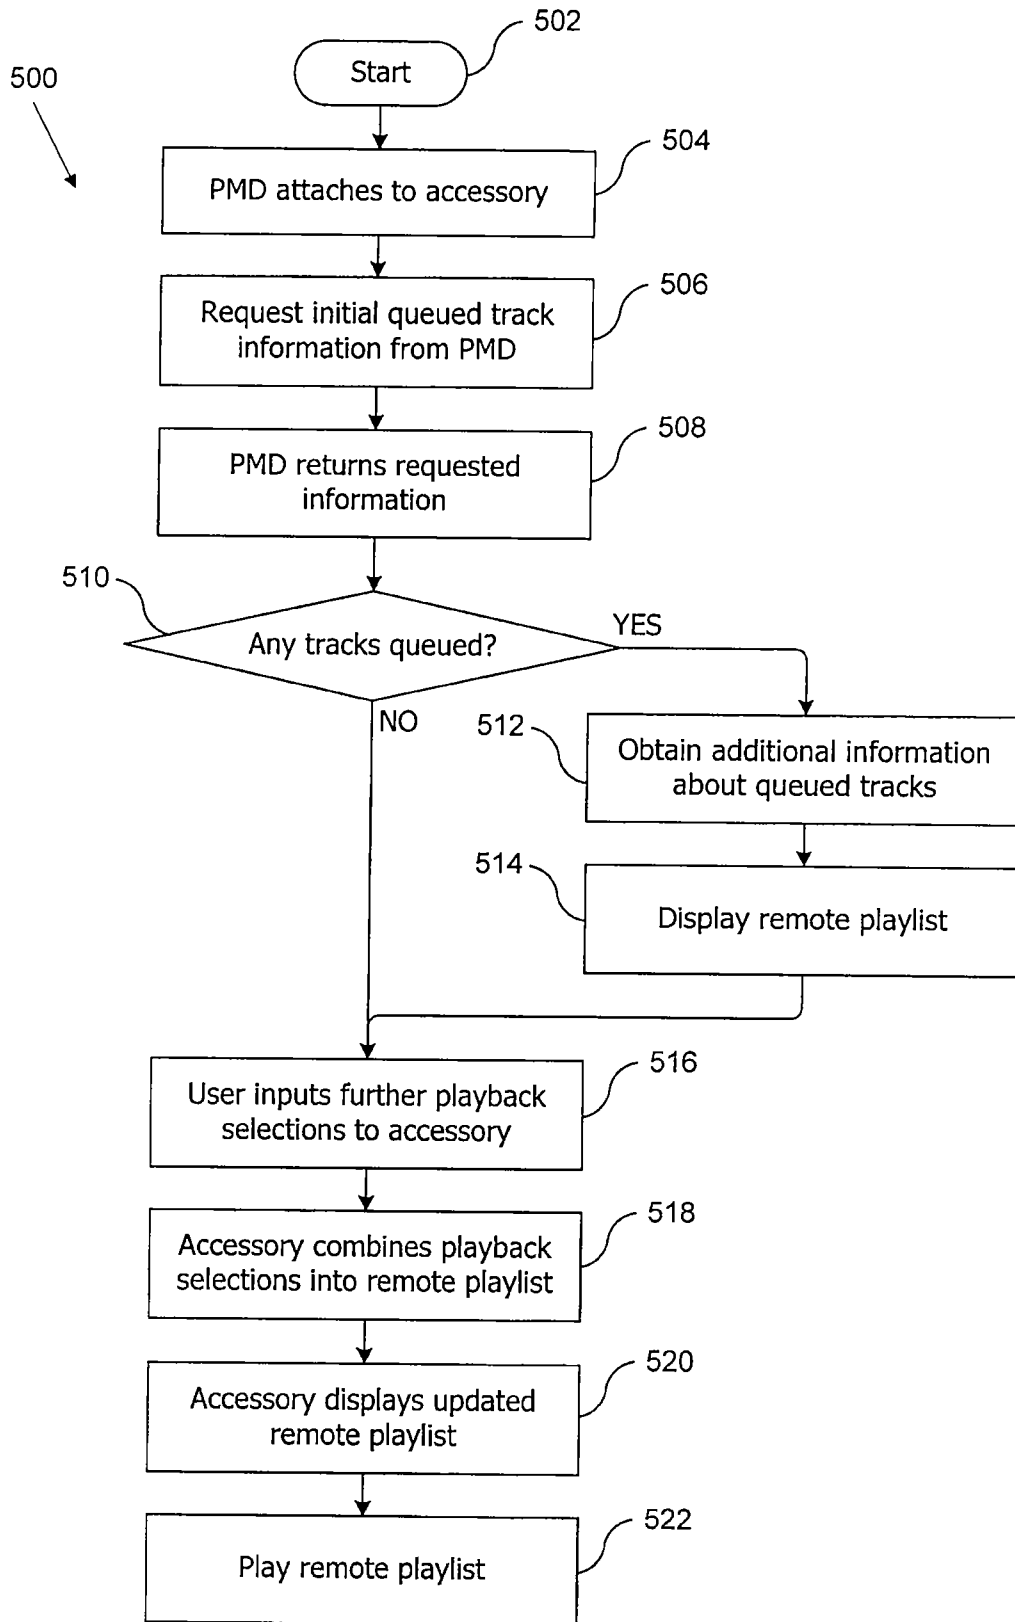 500
502
Start
504
PMD attaches to accessory
506
Request initial queued track
information from PMD
508
PMD returns requested
information
510
Any tracks queued?
YES
NO
512
Obtain additional information
about queued tracks
514
Display remote playlist
516
User inputs further playback
selections to accessory
518
Accessory combines playback
selections into remote playlist
520
Accessory displays updated
remote playlist
522
Play remote playlist